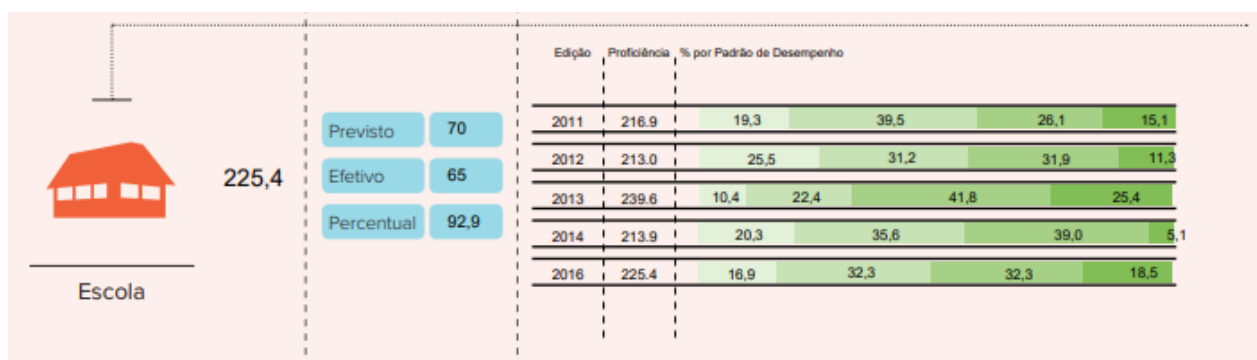 Edição Proficiência % por Padrão de Desempenho
225,4
Escola
Previsto 70
Efetivo 65
Percentual 92,9
2011 216.9 19,3 39,5 26,1 15,1
2012 213.0 25,5 31,2 31,9 11,3
2013 239.6 10,4 22,4 41,8 25,4
2014 213.9 20,3 35,6 39,0 5,1
2016 225.4 16,9 32,3 32,3 18,5